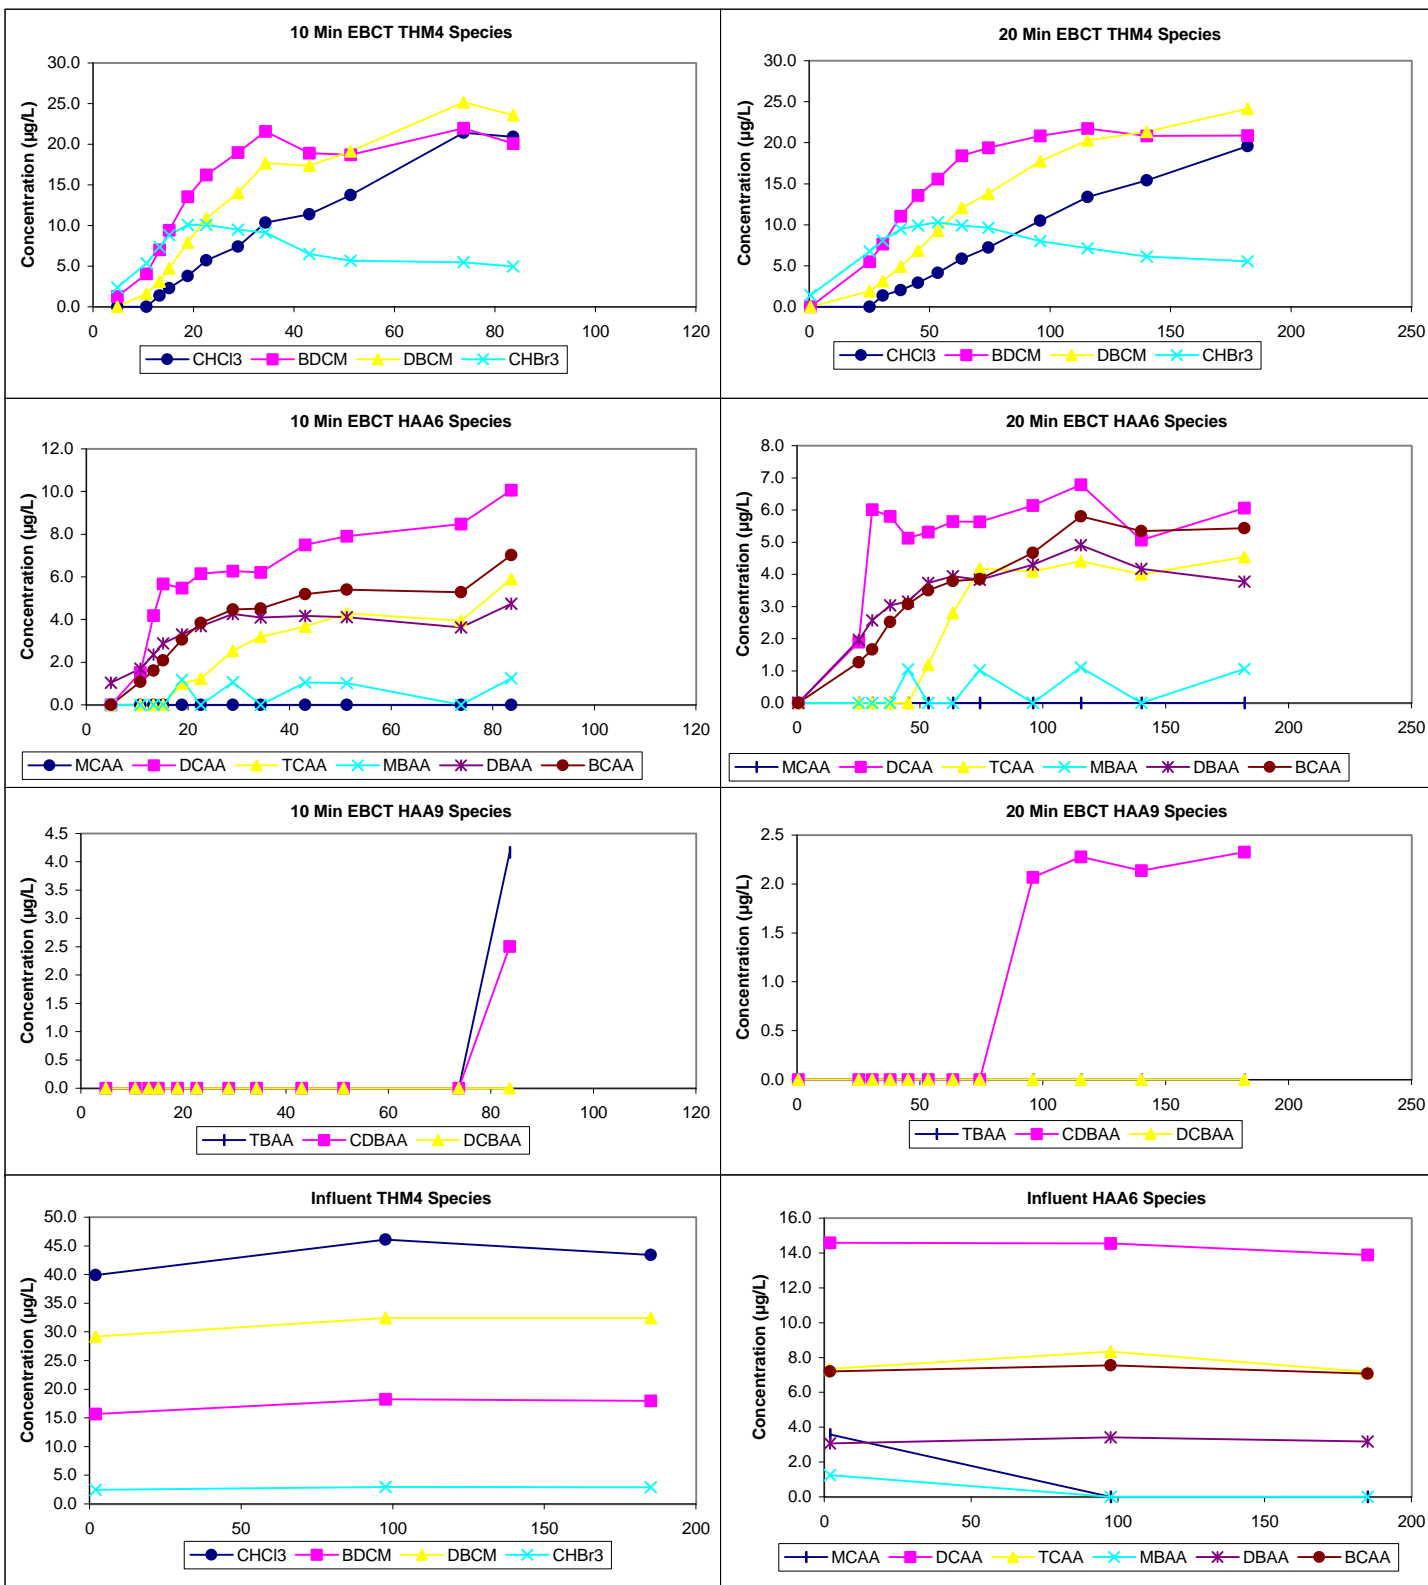 10 Min EBCT THM4 Species
Concentration (µg/L)
30.0
25.0
20.0
15.0
10.0
5.0
0.0
0 20 40 60 80 100 120
CHCl3 BDCM DBCM CHBr3
20 Min EBCT THM4 Species
Concentration (µg/L)
30.0
25.0
20.0
15.0
10.0
5.0
0.0
0 50 100 150 200 250
CHCl3 BDCM DBCM CHBr3
10 Min EBCT HAA6 Species
Concentration (µg/L)
12.0
10.0
8.0
6.0
4.0
2.0
0.0
0 20 40 60 80 100 120
MCAA DCAA TCAA MBAA DBAA BCAA
20 Min EBCT HAA6 Species
Concentration (µg/L)
8.0
7.0
6.0
5.0
4.0
3.0
2.0
1.0
0.0
0 50 100 150 200 250
MCAA DCAA TCAA MBAA DBAA BCAA
10 Min EBCT HAA9 Species
Concentration (µg/L)
4.5
4.0
3.5
3.0
2.5
2.0
1.5
1.0
0.5
0.0
0 20 40 60 80 100 120
TBAA CDBAA DCBAA
20 Min EBCT HAA9 Species
Concentration (µg/L)
2.5
2.0
1.5
1.0
0.5
0.0
0 50 100 150 200 250
TBAA CDBAA DCBAA
Influent THM4 Species
Concentration (µg/L)
50.0
45.0
40.0
35.0
30.0
25.0
20.0
15.0
10.0
5.0
0.0
0 50 100 150 200
CHCl3 BDCM DBCM CHBr3
Influent HAA6 Species
Concentration (µg/L)
16.0
14.0
12.0
10.0
8.0
6.0
4.0
2.0
0.0
0 50 100 150 200
MCAA DCAA TCAA MBAA DBAA BCAA